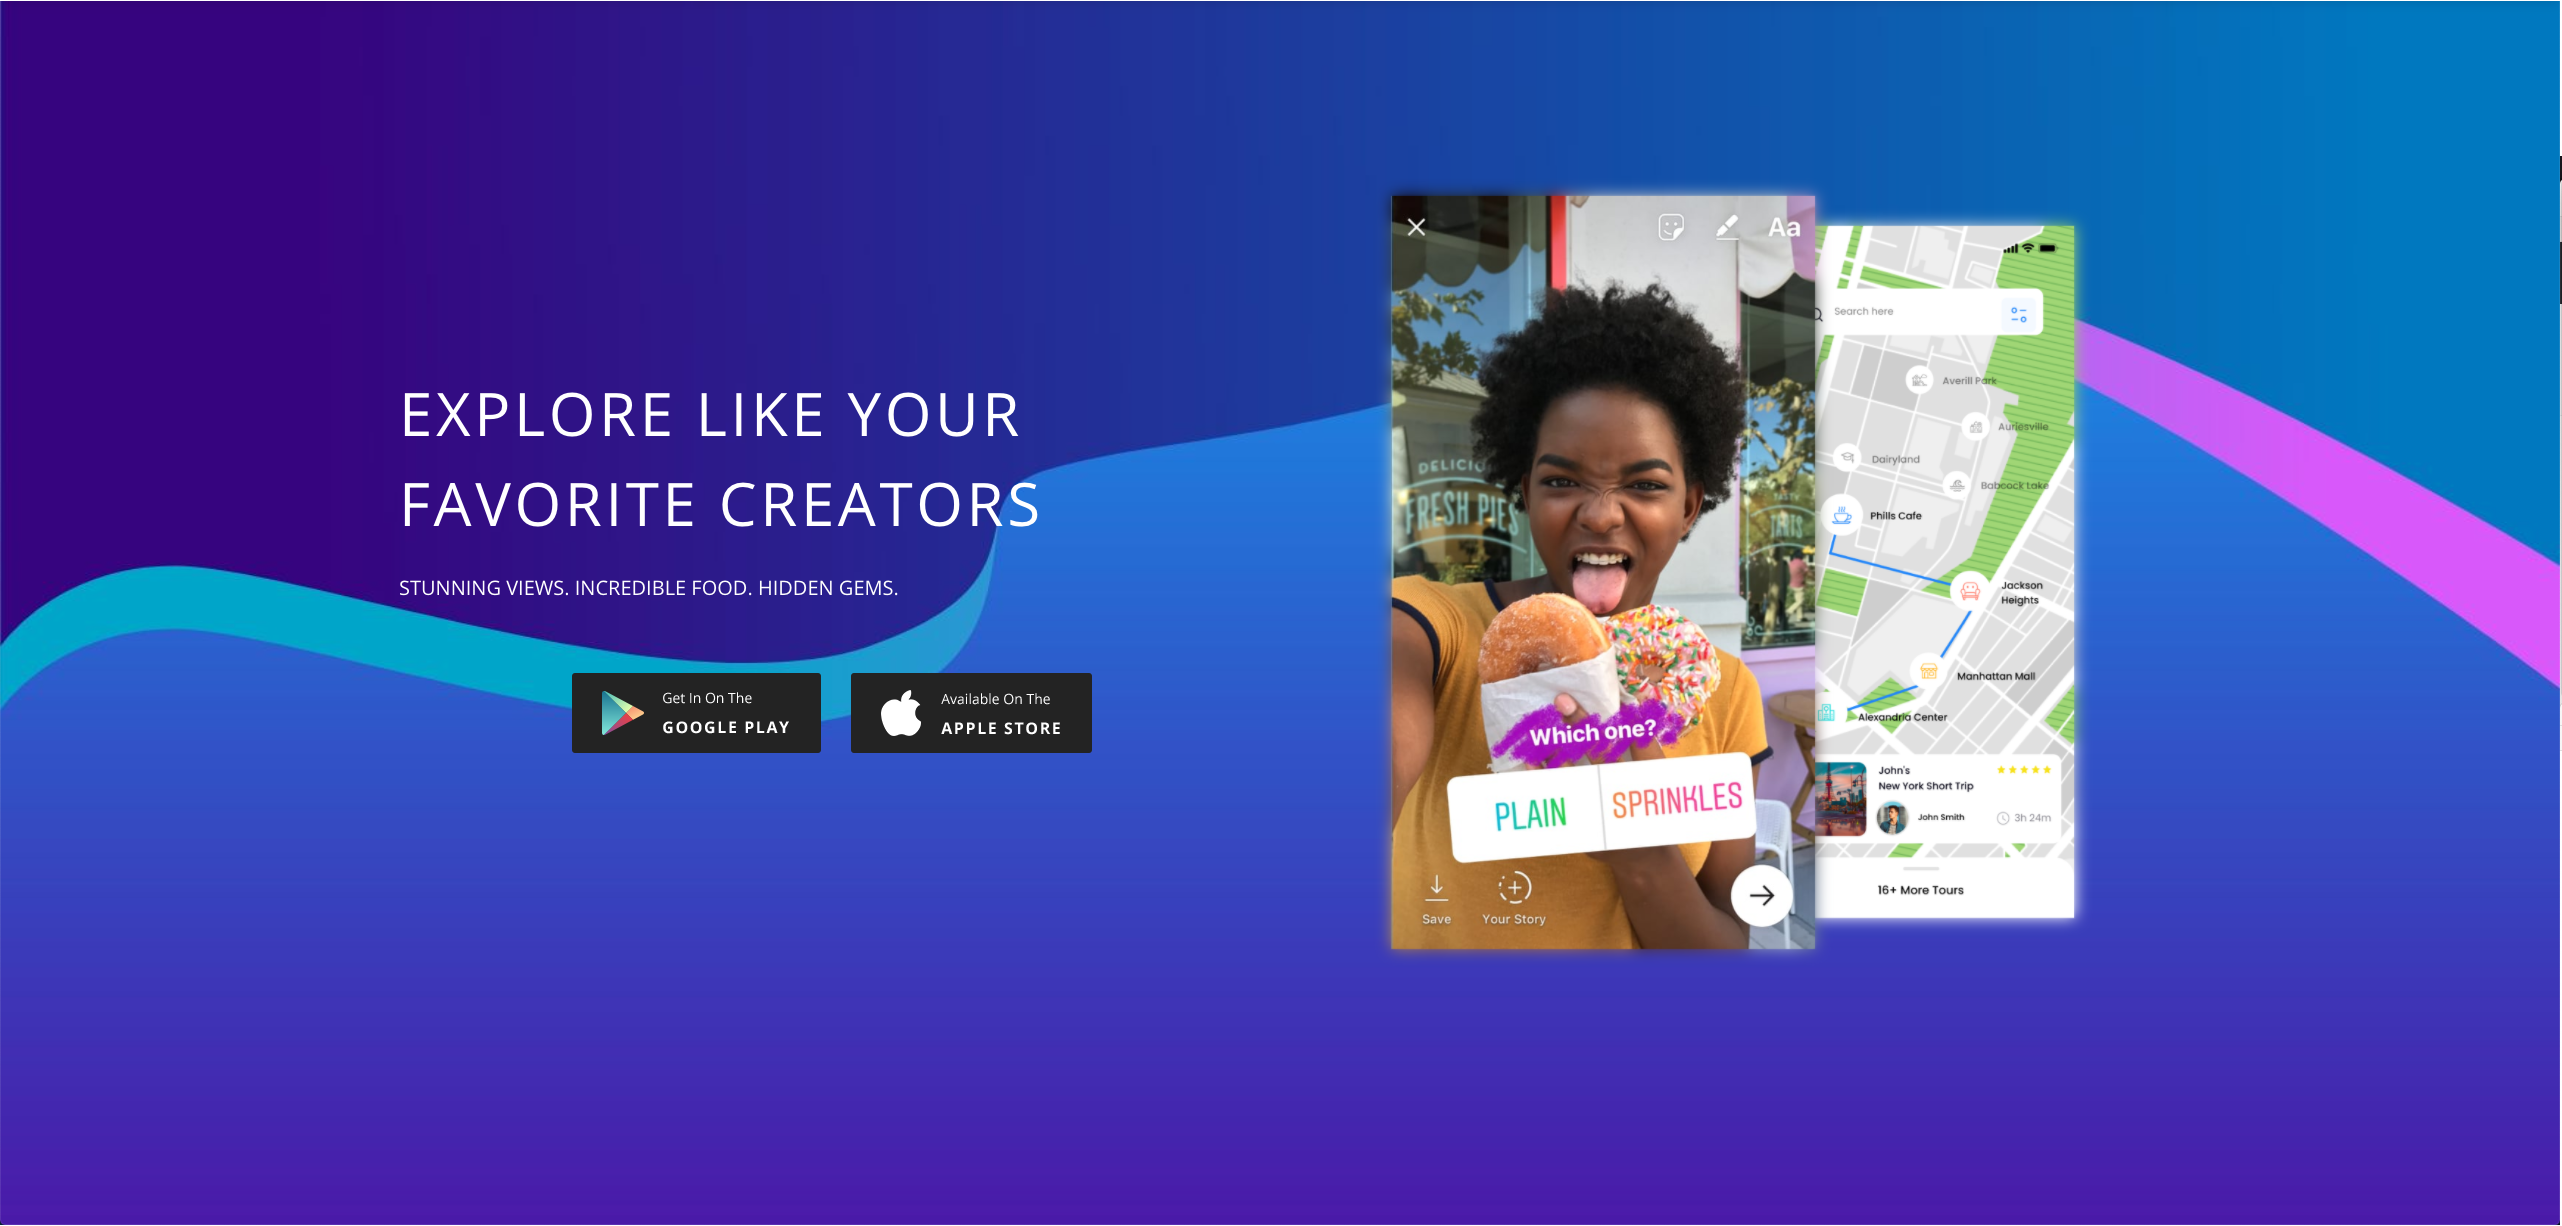 EXPLORE LIKE YOUR
FAVORITE CREATORS
STUNNING VIEWS. INCREDIBLE FOOD. HIDDEN GEMS.
Get In On The
GOOGLE PLAY
Available On The
APPLE STORE
Aa
DELICIO
FRESH PIES
TASTY
TARTS
Which one?
PLAIN
SPRINKLES
Save
Your Story
Search here
Averill Park
Auriesville
Dairyland
Babcock Lake
Phills Cafe
Jackson
Heights
Manhattan Mall
Alexandria Center
John's
New York Short Trip
John Smith
3h 24m
16+ More Tours